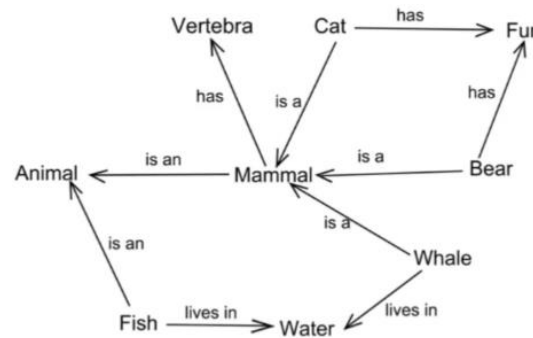 Vertebra
Cat
has
Fur
has
is a
has
is an
is a
Animal
Mammal
Bear
is a
is an
Whale
lives in
lives in
Fish
Water